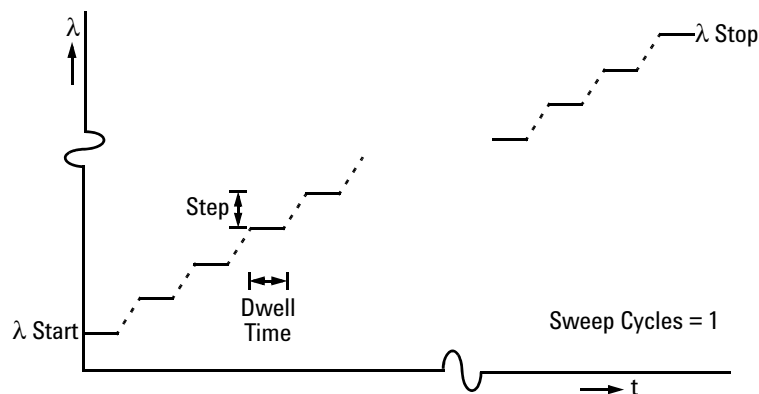 λ
λ Stop
Step
Dwell
Time
λ Start
Sweep Cycles = 1
t